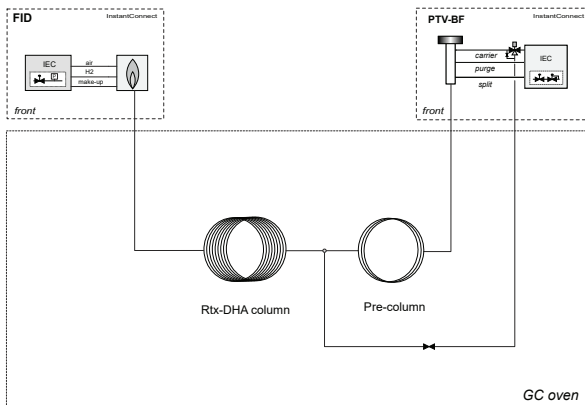 FID
InstantConnect
IEC
P
air
H2
make-up
front
PTV-BF
InstantConnect
carrier
purge
split
IEC
front
Rtx-DHA column
Pre-column
GC oven